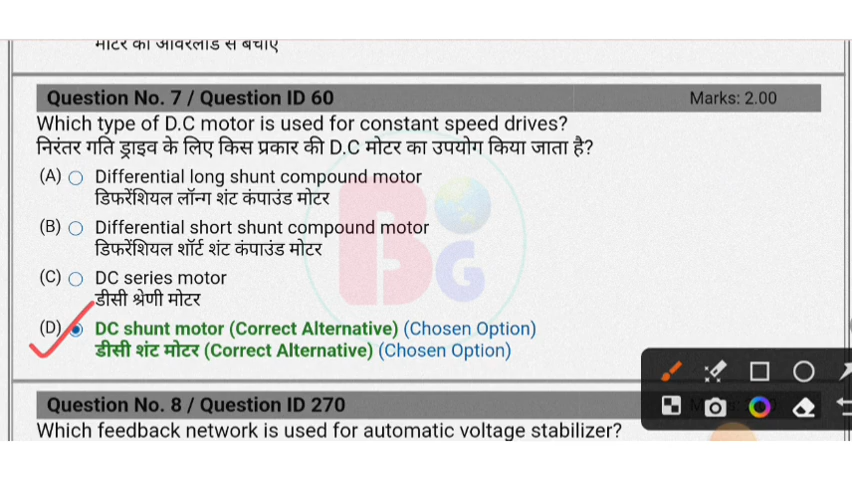 मोटर को ओवरलोड से बचाएं
Question No. 7 / Question ID 60 Marks: 2.00
Which type of D.C motor is used for constant speed drives?
निरंतर गति ड्राइव के लिए किस प्रकार की D.C मोटर का उपयोग किया जाता है?
(A) Differential long shunt compound motor
डिफरेंशियल लॉन्ग शंट कंपाउंड मोटर
(B) Differential short shunt compound motor
डिफरेंशियल शॉर्ट शंट कंपाउंड मोटर
(C) DC series motor
डीसी श्रेणी मोटर
(D) DC shunt motor (Correct Alternative) (Chosen Option)
डीसी शंट मोटर (Correct Alternative) (Chosen Option)
Question No. 8 / Question ID 270
Which feedback network is used for automatic voltage stabilizer?
B
G